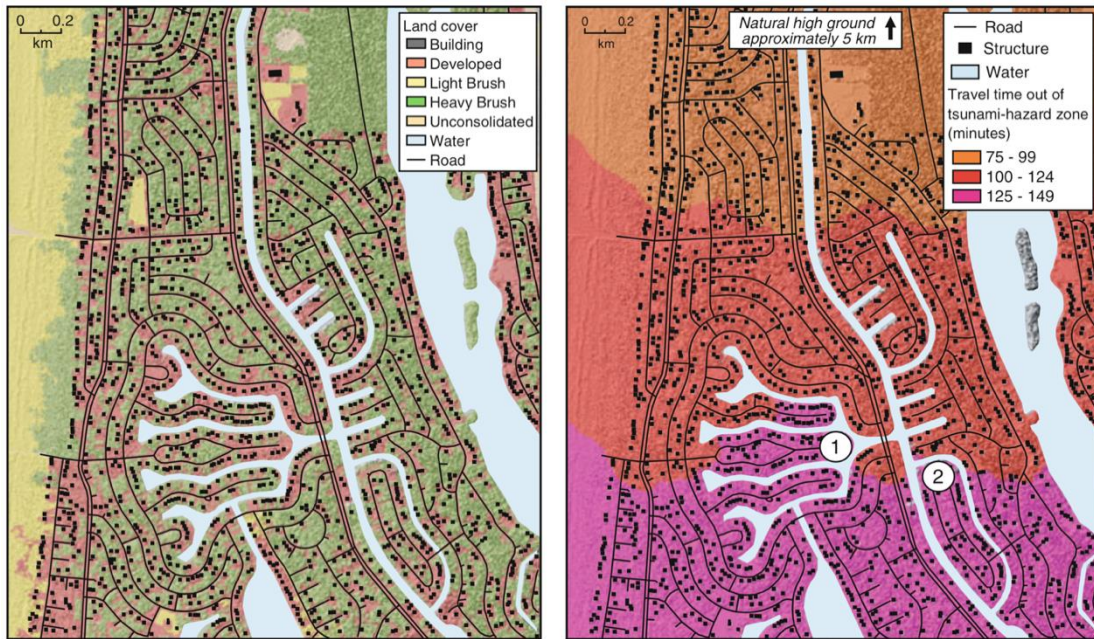 0 0.2
km
Land cover
Building
Developed
Light Brush
Heavy Brush
Unconsolidated
Water
Road
0 0.2
km
Natural high ground
approximately 5 km
Road
Structure
Water
Travel time out of
tsunami-hazard zone
(minutes)
75 - 99
100 - 124
125 - 149
1
2